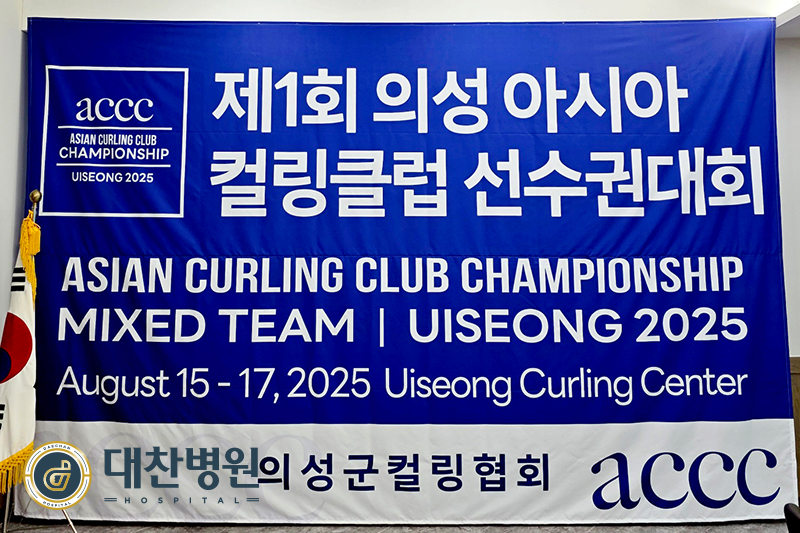 accc
ASIAN CURLING CLUB
CHAMPIONSHIP
UISEONG 2025
제1회 의성 아시아
컬링클럽 선수권대회
ASIAN CURLING CLUB CHAMPIONSHIP
MIXED TEAM | UISEONG 2025
August 15 - 17, 2025 Uiseong Curling Center
DAECHAN
HOSPITAL
대찬병원
HOSPITAL
의성군컬링협회
accc